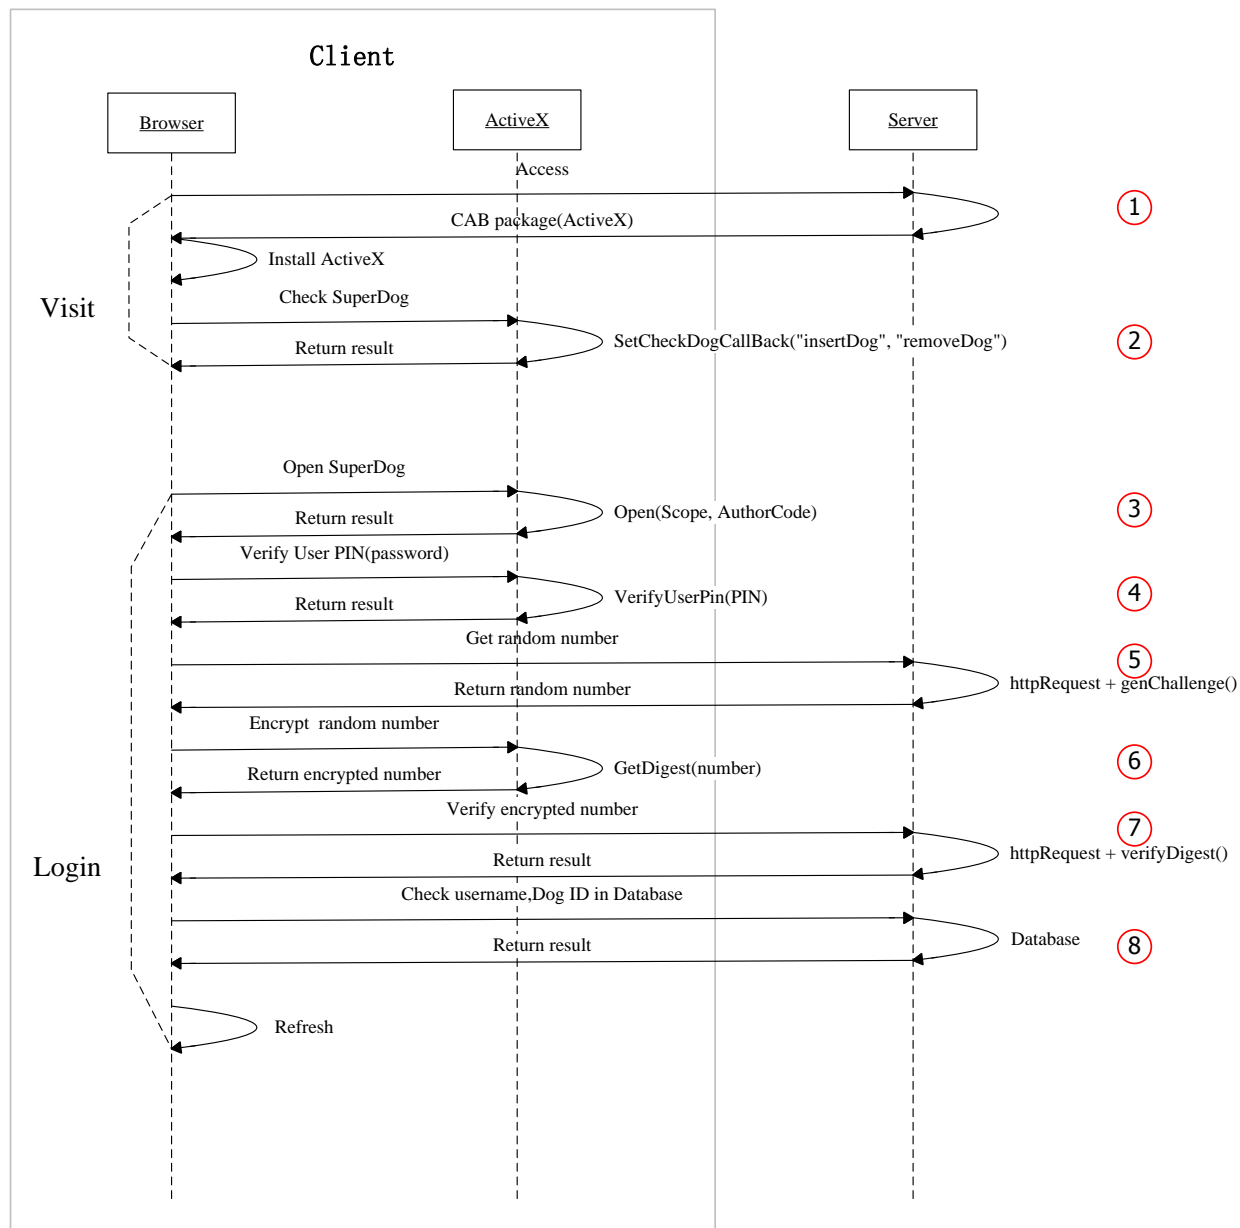 Client
Browser
ActiveX
Server
Access
1
CAB package(ActiveX)
Install ActiveX
Check SuperDog
Visit
SetCheckDogCallBack("insertDog", "removeDog")
2
Return result
Open SuperDog
Open(Scope, AuthorCode)
3
Return result
Verify User PIN(password)
VerifyUserPin(PIN)
4
Return result
Get random number
5
httpRequest + genChallenge()
Return random number
Encrypt  random number
GetDigest(number)
6
Return encrypted number
Verify encrypted number
7
httpRequest + verifyDigest()
Return result
Login
Check username,Dog ID in Database
Database
8
Return result
Refresh